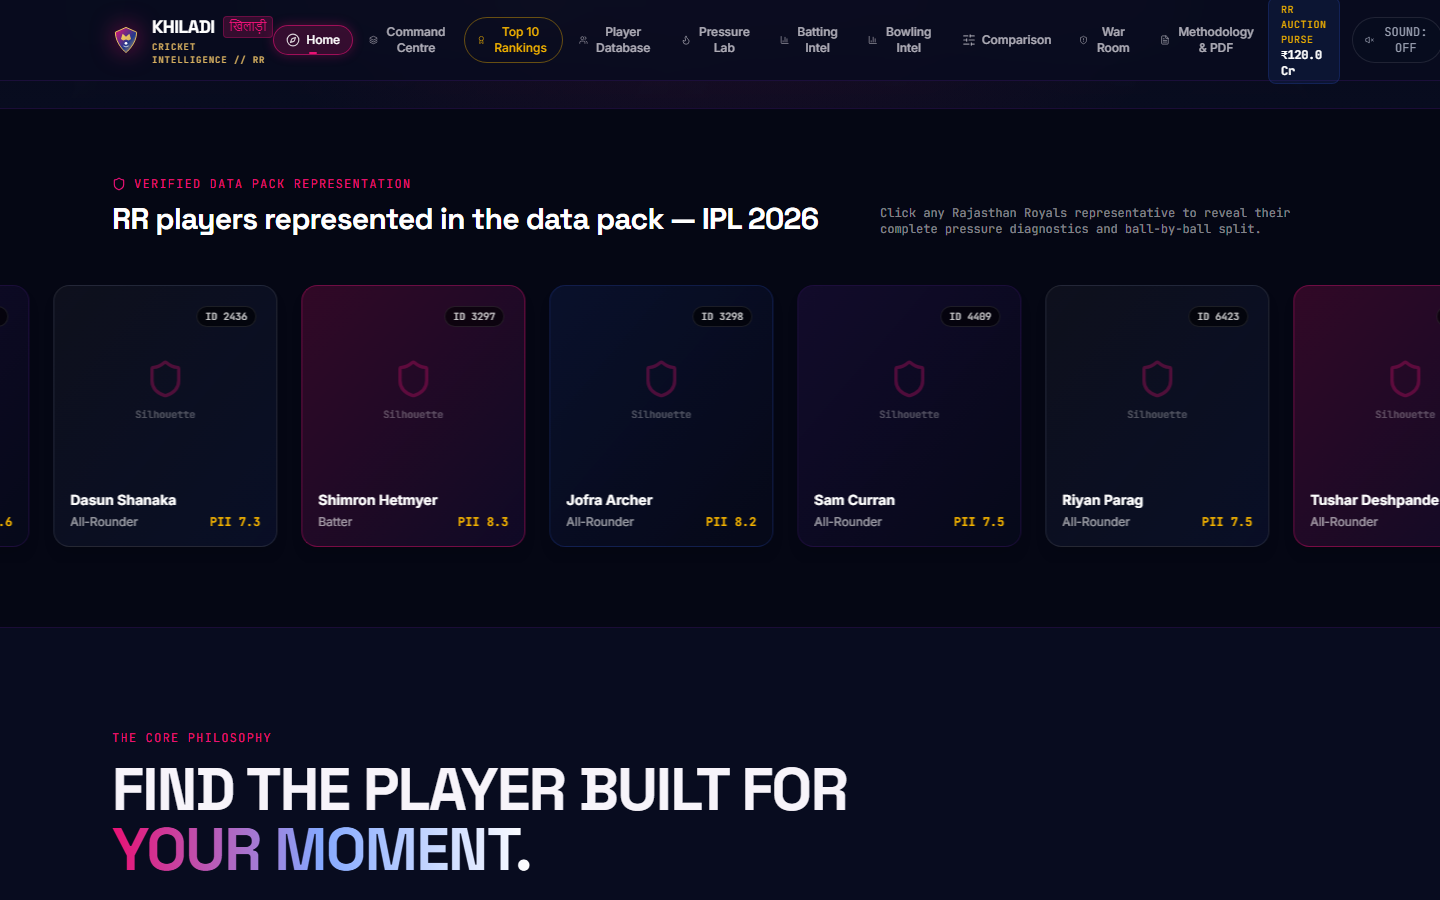 KHILADI खिलाड़ी
CRICKET
INTELLIGENCE // RR
Home
Command
Centre
Top 10
Rankings
Player
Database
Pressure
Lab
Batting
Intel
Bowling
Intel
Comparison
War
Room
Methodology
& PDF
RR
AUCTION
PURSE
₹120.0
Cr
SOUND:
OFF
VERIFIED DATA PACK REPRESENTATION
RR players represented in the data pack — IPL 2026
Click any Rajasthan Royals representative to reveal their
complete pressure diagnostics and ball-by-ball split.
.6
ID 2436
Silhouette
Dasun Shanaka
All-Rounder PII 7.3
ID 3297
Silhouette
Shimron Hetmyer
Batter PII 8.3
ID 3298
Silhouette
Jofra Archer
All-Rounder PII 8.2
ID 4409
Silhouette
Sam Curran
All-Rounder PII 7.5
ID 6423
Silhouette
Riyan Parag
All-Rounder PII 7.5
Silhouette
Tushar Deshpande
All-Rounder
THE CORE PHILOSOPHY
FIND THE PLAYER BUILT FOR
YOUR MOMENT.